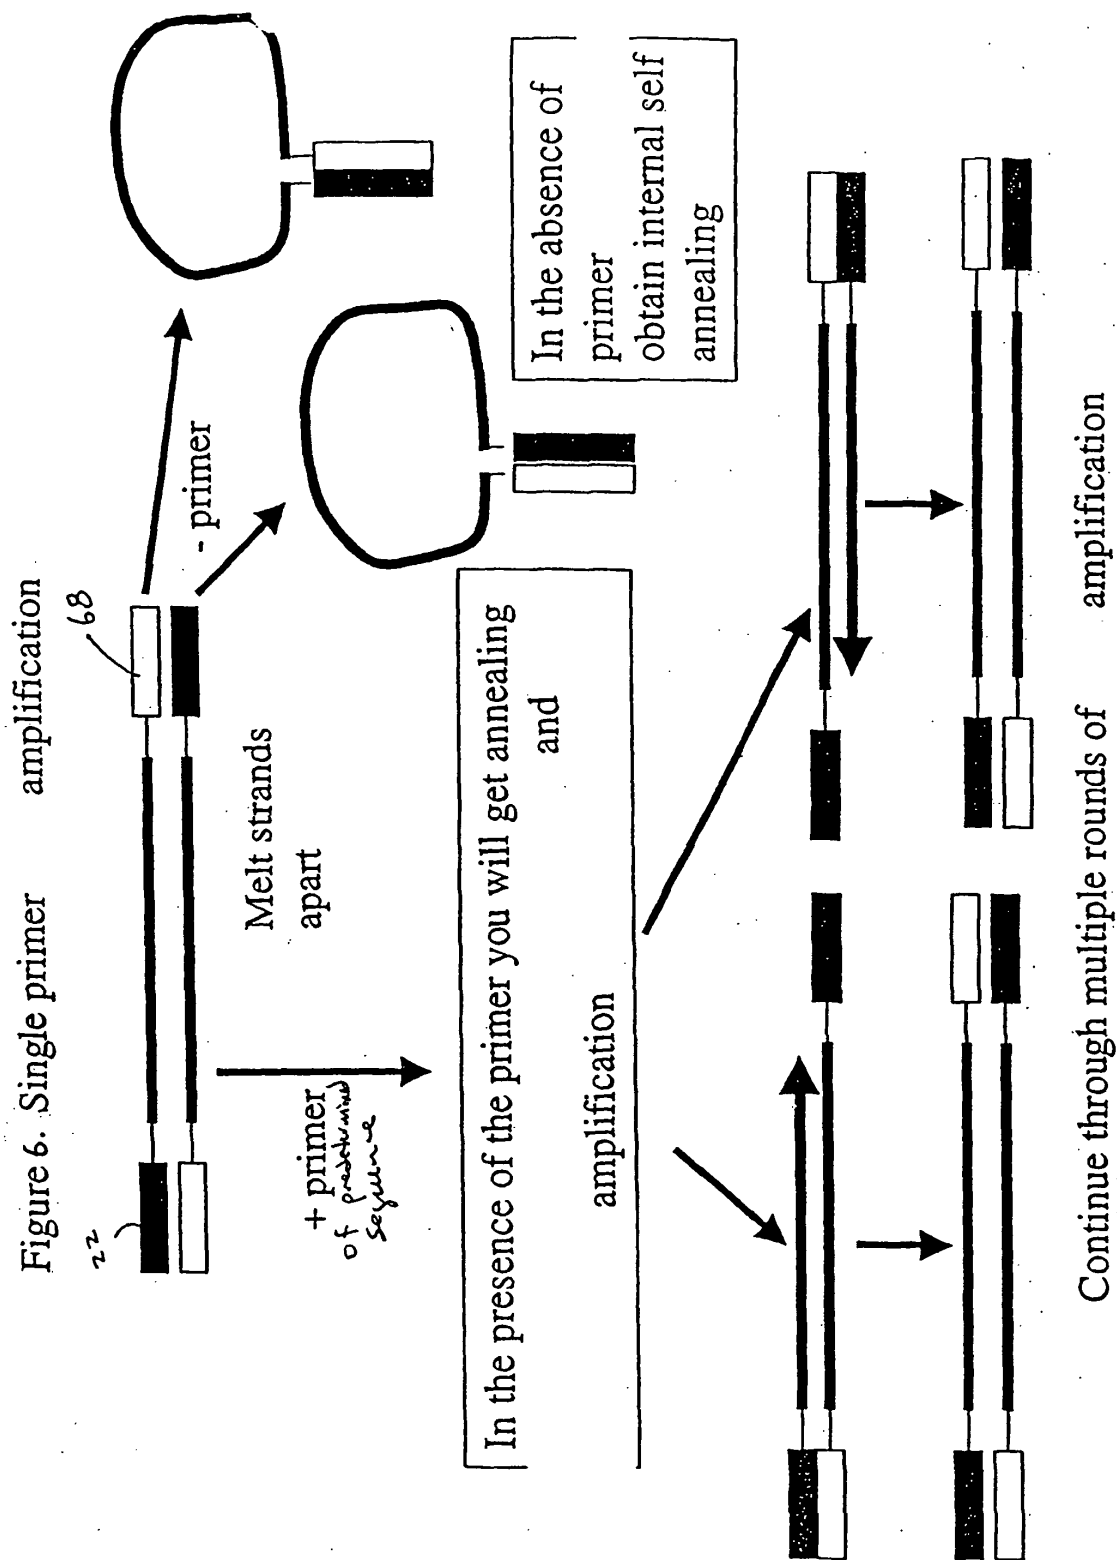 Figure 6. Single primer amplification
22
68
- primer
Melt strands
apart
+ primer
of predetermined
sequence
In the absence of
primer
obtain internal self
annealing
In the presence of the primer you will get annealing
and
amplification
Continue through multiple rounds of amplification